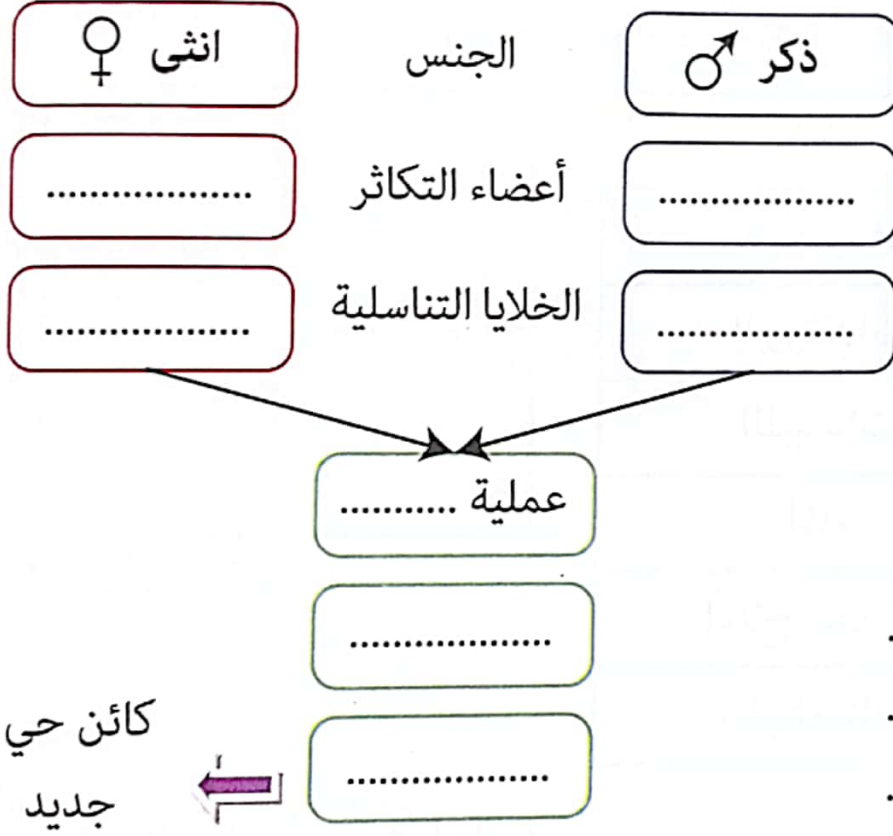 ذكر ♂ الجنس انثى ♀
................... أعضاء التكاثر ...................
................... الخلايا التناسلية ...................
عملية ...........
...................
...................
كائن حي
جديد